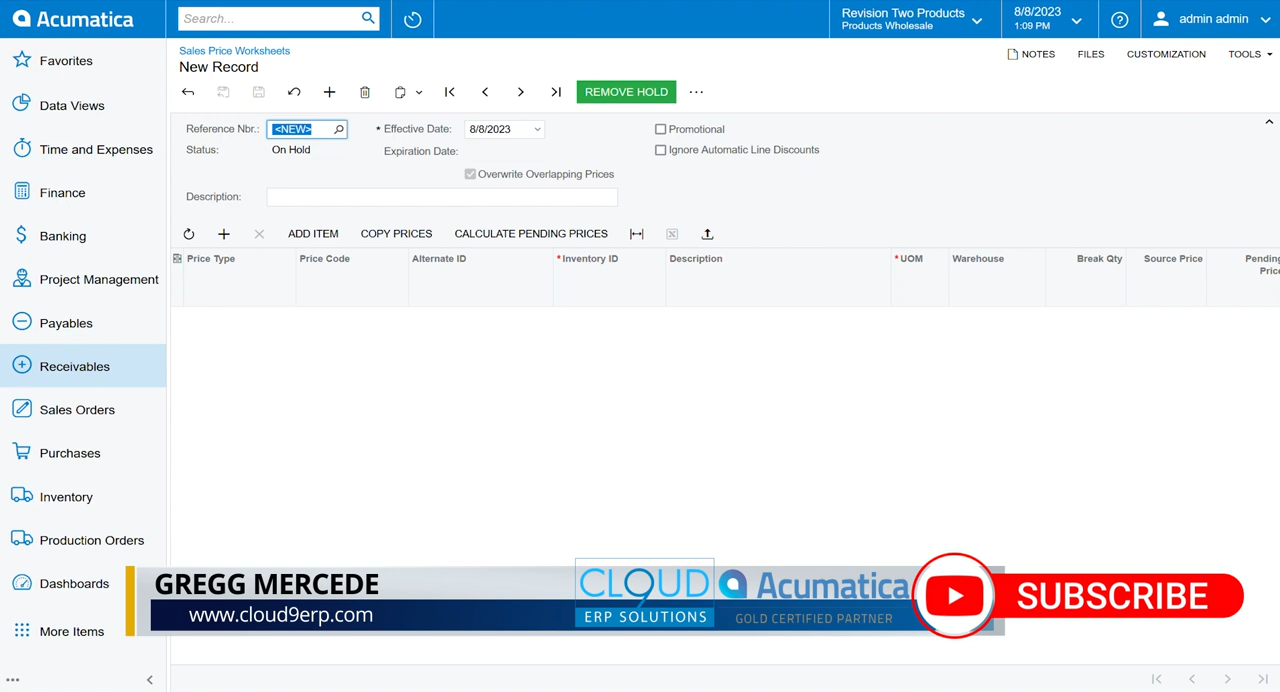 Acumatica
Search...
Revision Two Products
Products Wholesale
8/8/2023
1:09 PM
admin admin
Favorites
Data Views
Time and Expenses
Finance
Banking
Project Management
Payables
Receivables
Sales Orders
Purchases
Inventory
Production Orders
Dashboards
More Items
Sales Price Worksheets
New Record
NOTES
FILES
CUSTOMIZATION
TOOLS
REMOVE HOLD
Reference Nbr.: <NEW>
* Effective Date: 8/8/2023
Promotional
Status: On Hold
Expiration Date:
Ignore Automatic Line Discounts
Overwrite Overlapping Prices
Description:
ADD ITEM
COPY PRICES
CALCULATE PENDING PRICES
Price Type
Price Code
Alternate ID
* Inventory ID
Description
* UOM
Warehouse
Break Qty
Source Price
Pending
Price
GREGG MERCEDE
www.cloud9erp.com
CLOUD9
ERP SOLUTIONS
Acumatica
GOLD CERTIFIED PARTNER
SUBSCRIBE